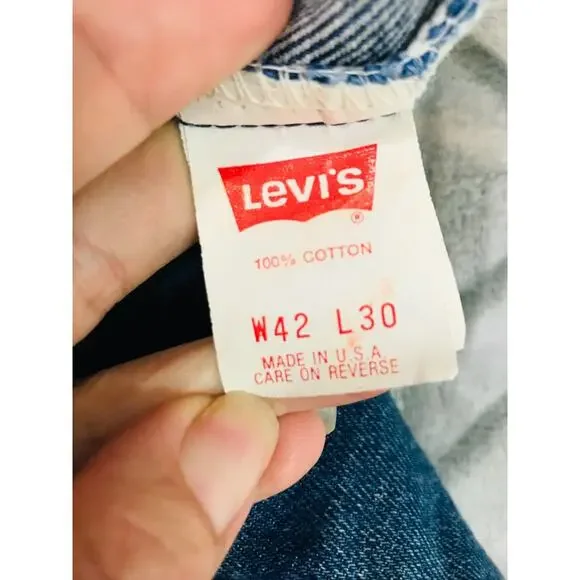 Levi's
®
100% COTTON
W42 L30
MADE IN U.S.A.
CARE ON REVERSE